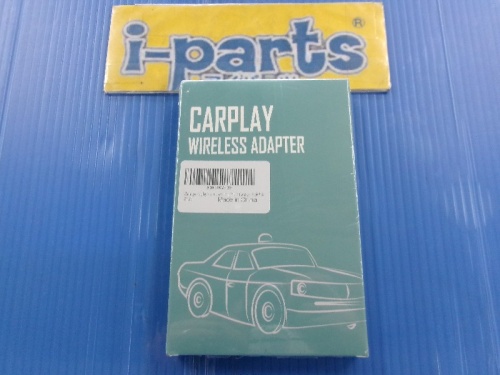 i-parts®
CARPLAY
WIRELESS ADAPTER
Made in China